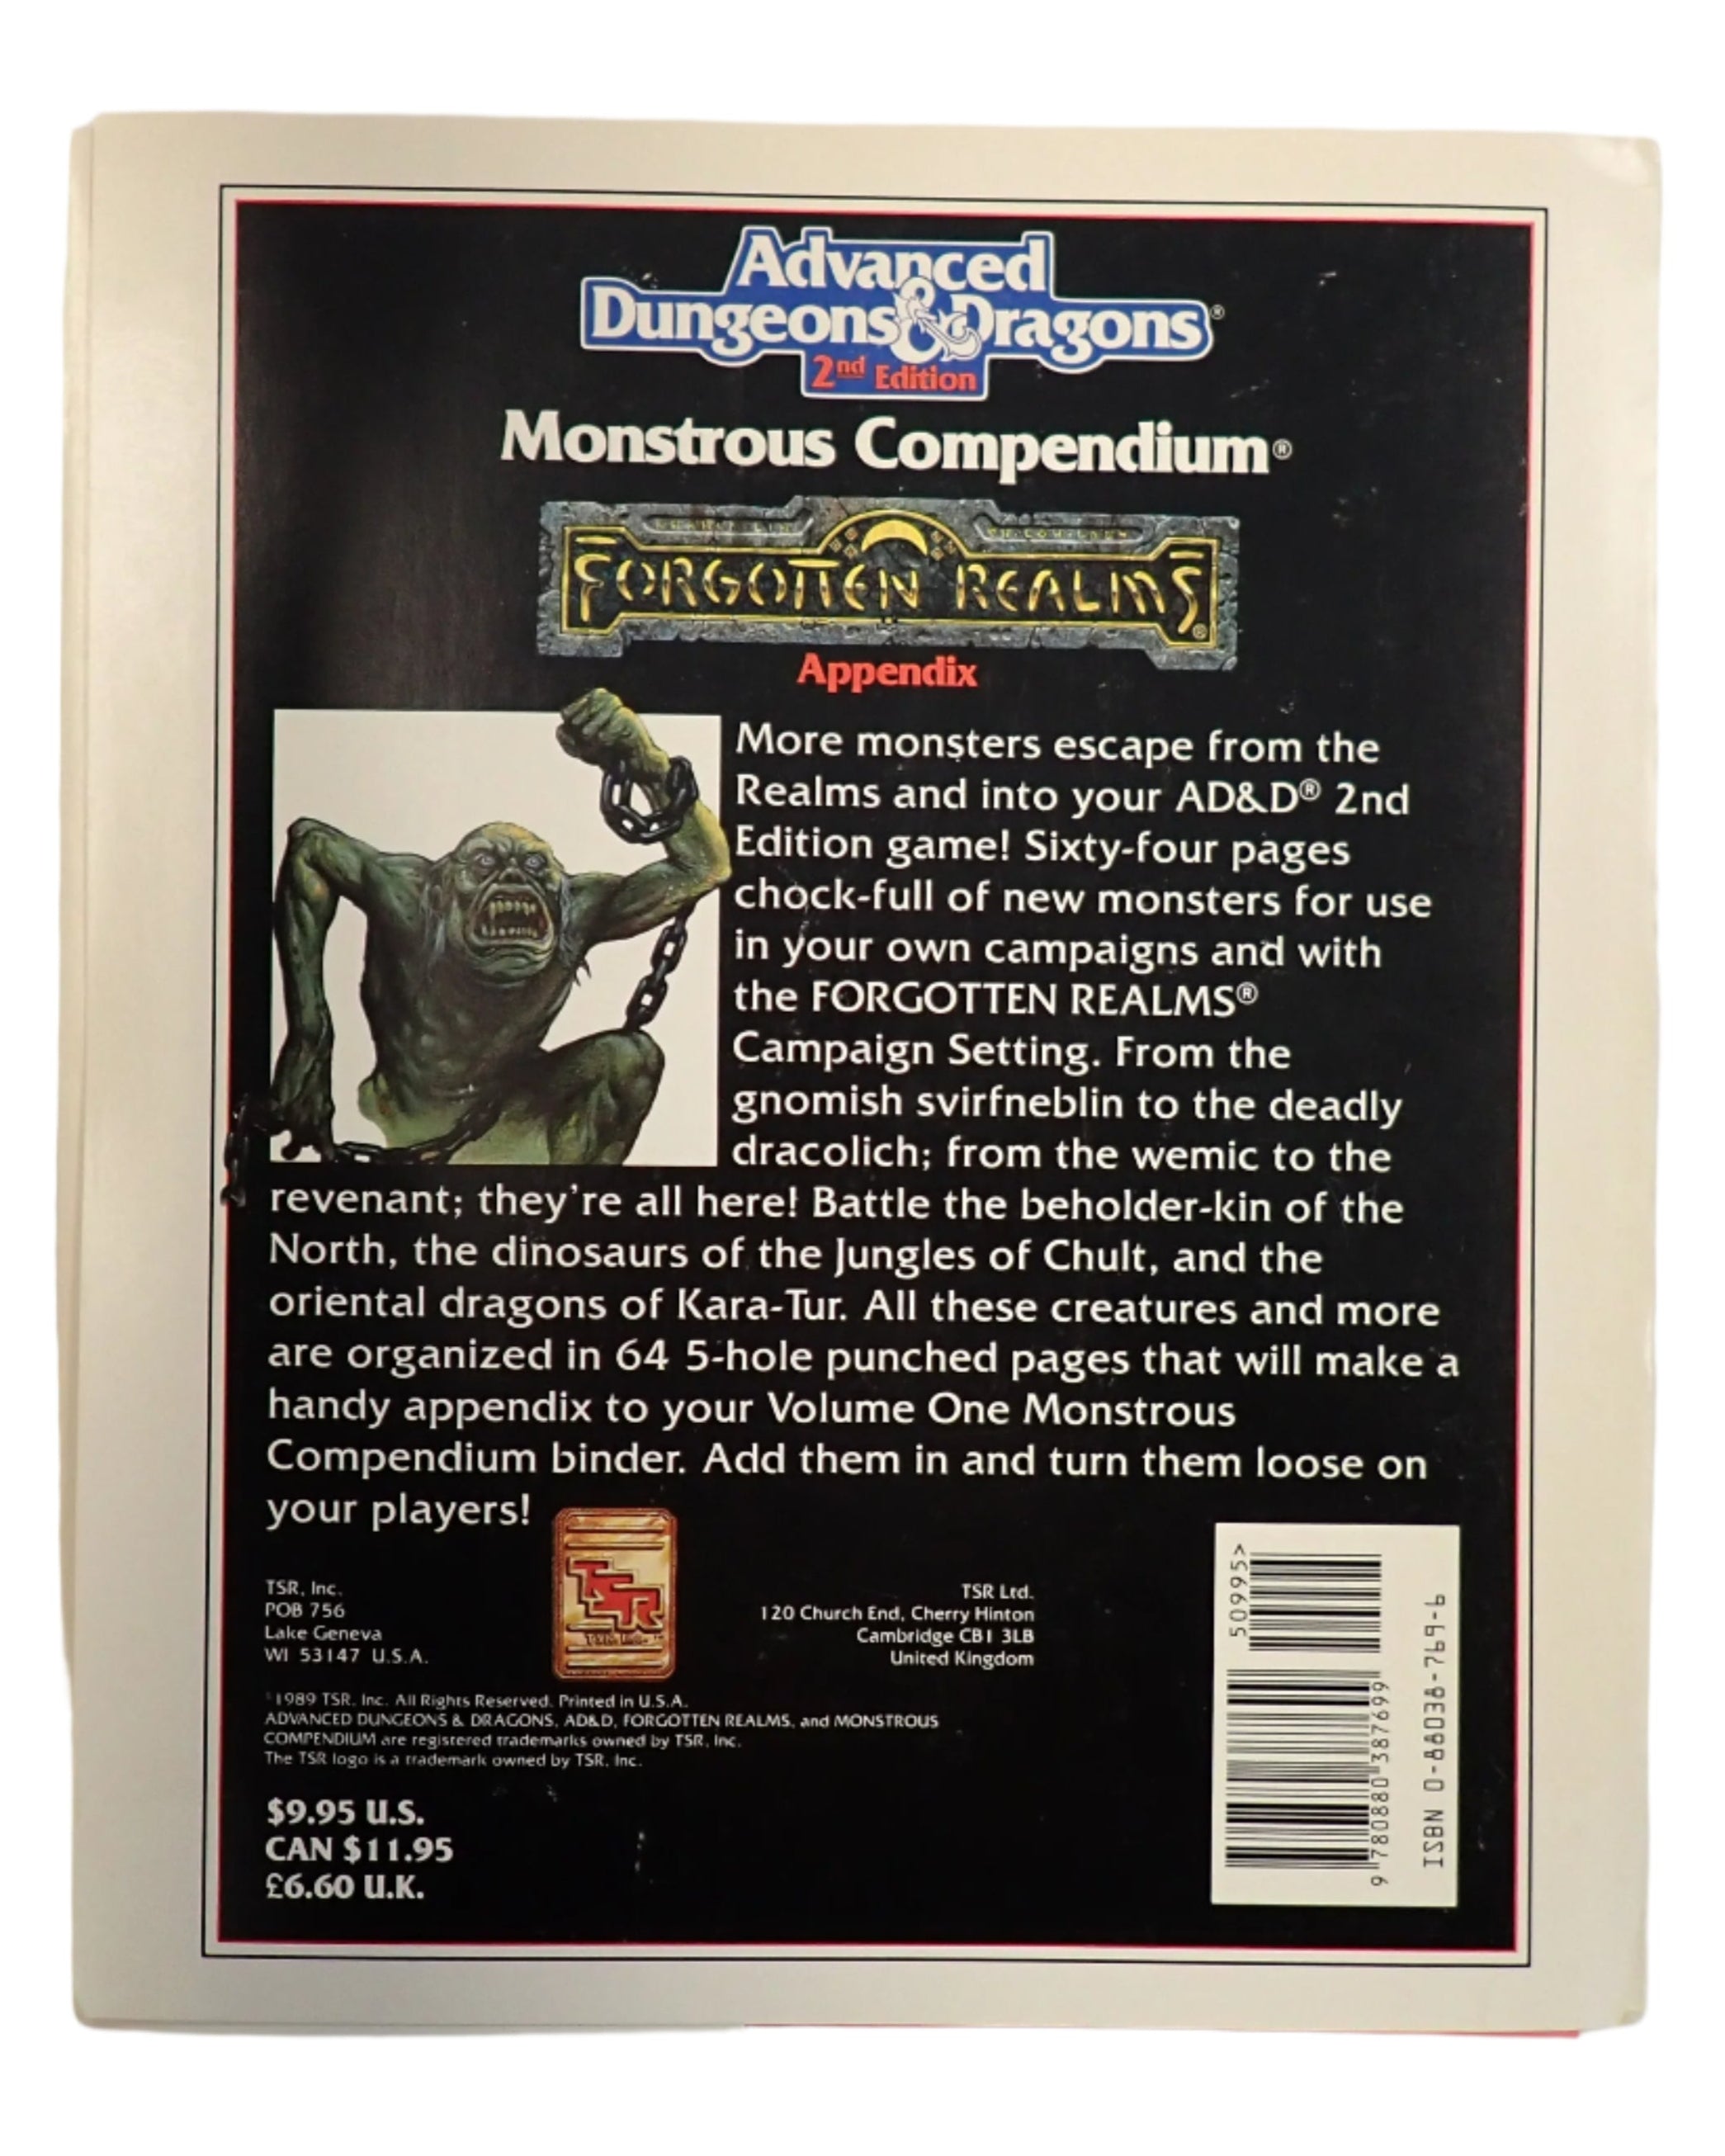 Advanced
Dungeons & Dragons®
2nd Edition
Monstrous Compendium®
FORGOTTEN REALMS®
Appendix
More monsters escape from the
Realms and into your AD&D® 2nd
Edition game! Sixty-four pages
chock-full of new monsters for use
in your own campaigns and with
the FORGOTTEN REALMS®
Campaign Setting. From the
gnomish svirfneblin to the deadly
dracolich; from the wemic to the
revenant; they're all here! Battle the beholder-kin of the
North, the dinosaurs of the Jungles of Chult, and the
oriental dragons of Kara-Tur. All these creatures and more
are organized in 64 5-hole punched pages that will make a
handy appendix to your Volume One Monstrous
Compendium binder. Add them in and turn them loose on
your players!
TSR, Inc.
POB 756
Lake Geneva
WI 53147 U.S.A.
TSR
TSR, Inc.™
TSR Ltd.
120 Church End, Cherry Hinton
Cambridge CB1 3LB
United Kingdom
©1989 TSR, Inc. All Rights Reserved. Printed in U.S.A.
ADVANCED DUNGEONS & DRAGONS, AD&D, FORGOTTEN REALMS, and MONSTROUS
COMPENDIUM are registered trademarks owned by TSR, Inc.
The TSR logo is a trademark owned by TSR, Inc.
$9.95 U.S.
CAN $11.95
£6.60 U.K.
50995>
9 780880 387699
ISBN 0-88038-769-6